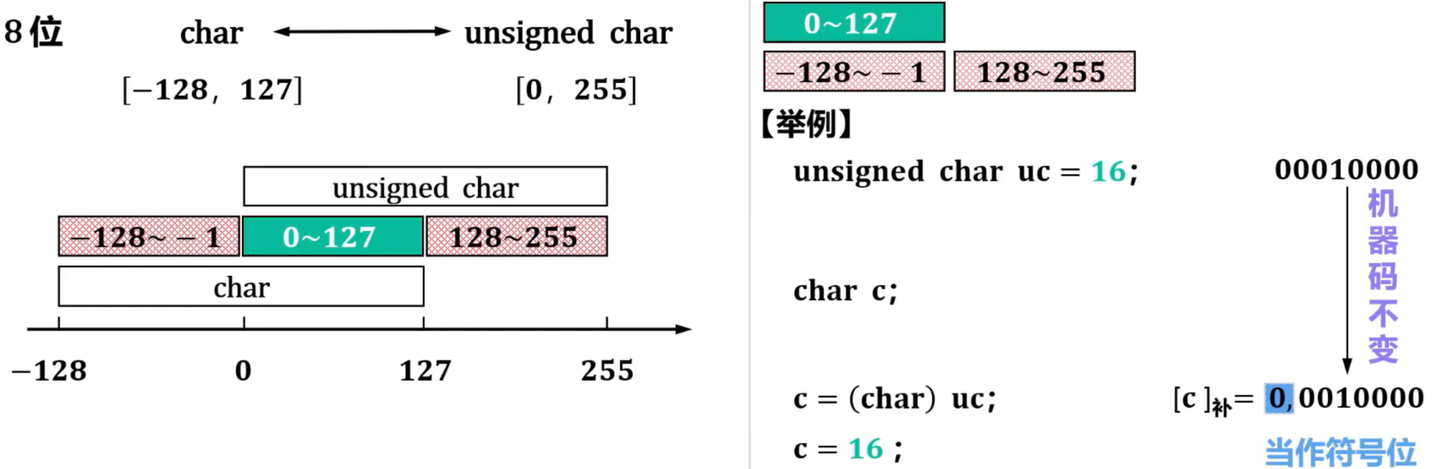 8位 char unsigned char
[−128, 127] [0, 255]
unsigned char
−128~−1 0~127 128~255
char
−128 0 127 255
0~127
−128~−1 128~255
【举例】
unsigned char uc = 16; 00010000
机器码不变
char c;
c = (char) uc; [c]补= 0,0010000
c = 16 ; 当作符号位